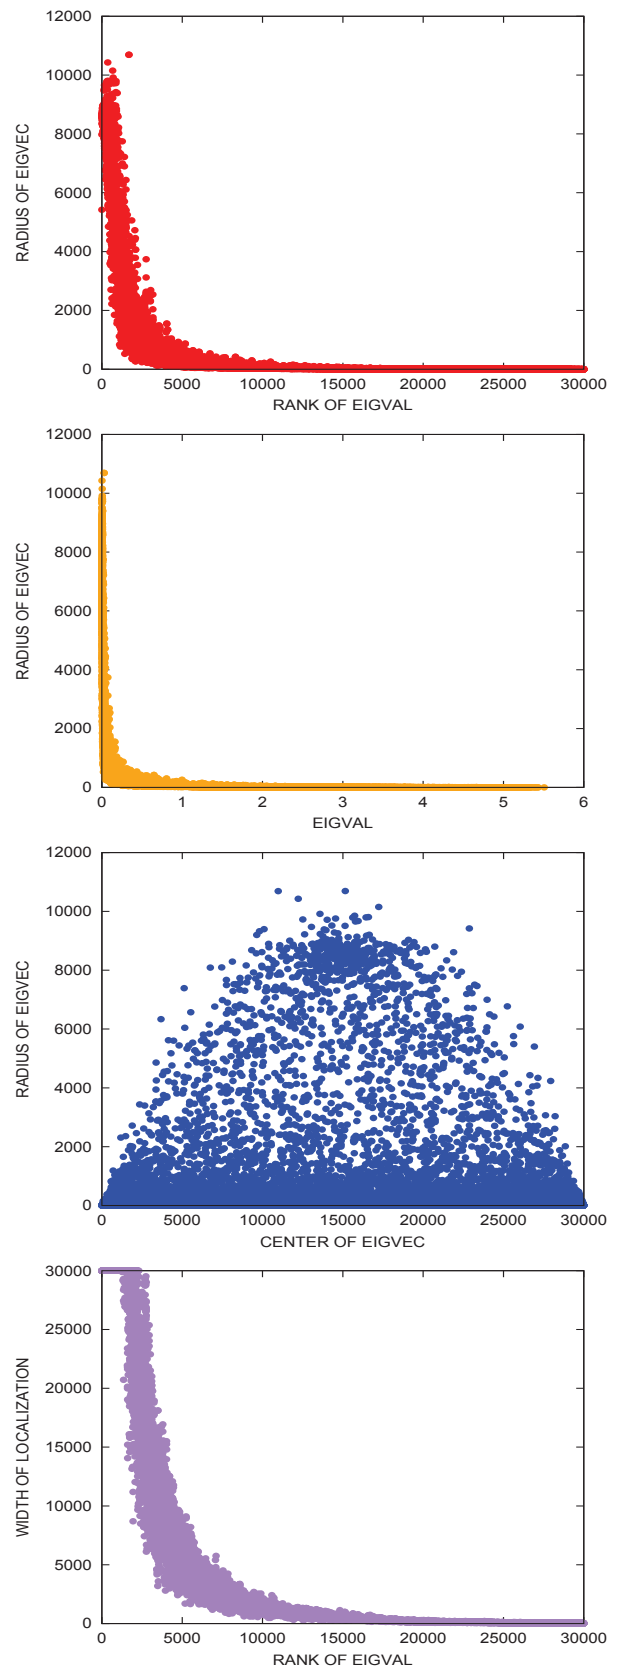 12000
10000
8000
6000
4000
2000
0
RADIUS OF EIGVEC
0 5000 10000 15000 20000 25000 30000
RANK OF EIGVAL
12000
10000
8000
6000
4000
2000
0
RADIUS OF EIGVEC
0 1 2 3 4 5 6
EIGVAL
12000
10000
8000
6000
4000
2000
0
RADIUS OF EIGVEC
0 5000 10000 15000 20000 25000 30000
CENTER OF EIGVEC
30000
25000
20000
15000
10000
5000
0
WIDTH OF LOCALIZATION
0 5000 10000 15000 20000 25000 30000
RANK OF EIGVAL